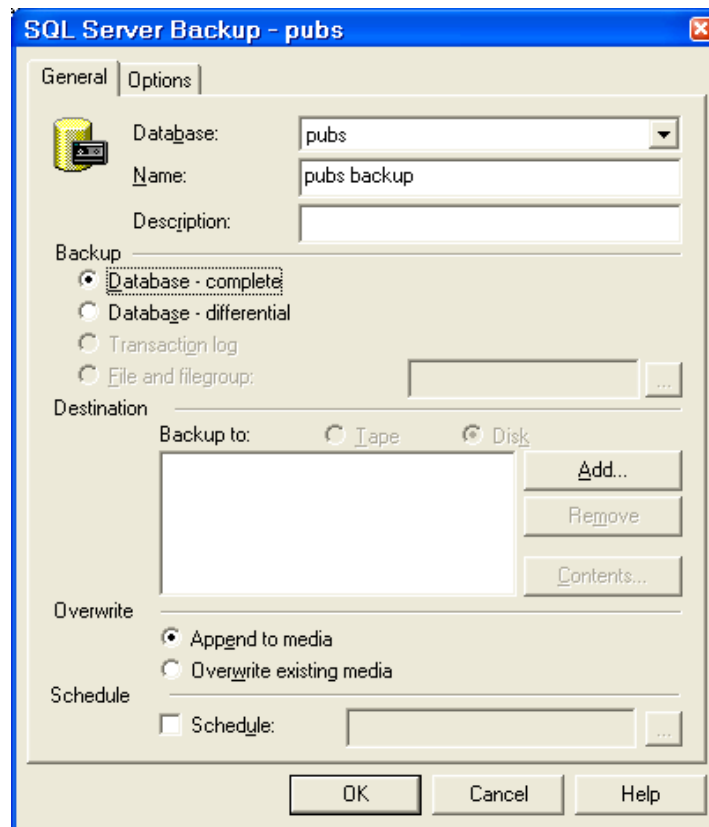 SQL Server Backup - pubs
General Options
Database: pubs
Name: pubs backup
Description:
Backup
Database - complete
Database - differential
Transaction log
File and filegroup: ...
Destination
Backup to: Tape Disk
Add...
Remove
Contents...
Overwrite
Append to media
Overwrite existing media
Schedule
Schedule: ...
OK Cancel Help